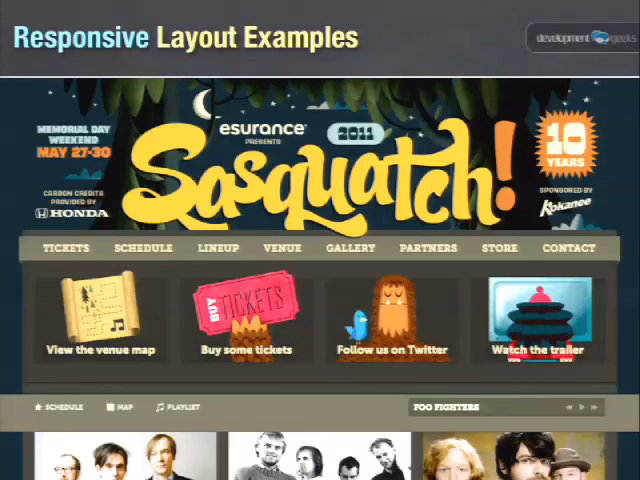 Responsive Layout Examples
development geeks
esurance
PRESENTS
2011
MEMORIAL DAY
WEEKEND
MAY 27-30
Sasquatch!
10
YEARS
CARBON CREDITS
PROVIDED BY
HONDA
SPONSORED BY
Kokanee
TICKETS SCHEDULE LINEUP VENUE GALLERY PARTNERS STORE CONTACT
BUY TICKETS
View the venue map Buy some tickets Follow us on Twitter Watch the trailer
SCHEDULE MAP PLAYLIST FOO FIGHTERS